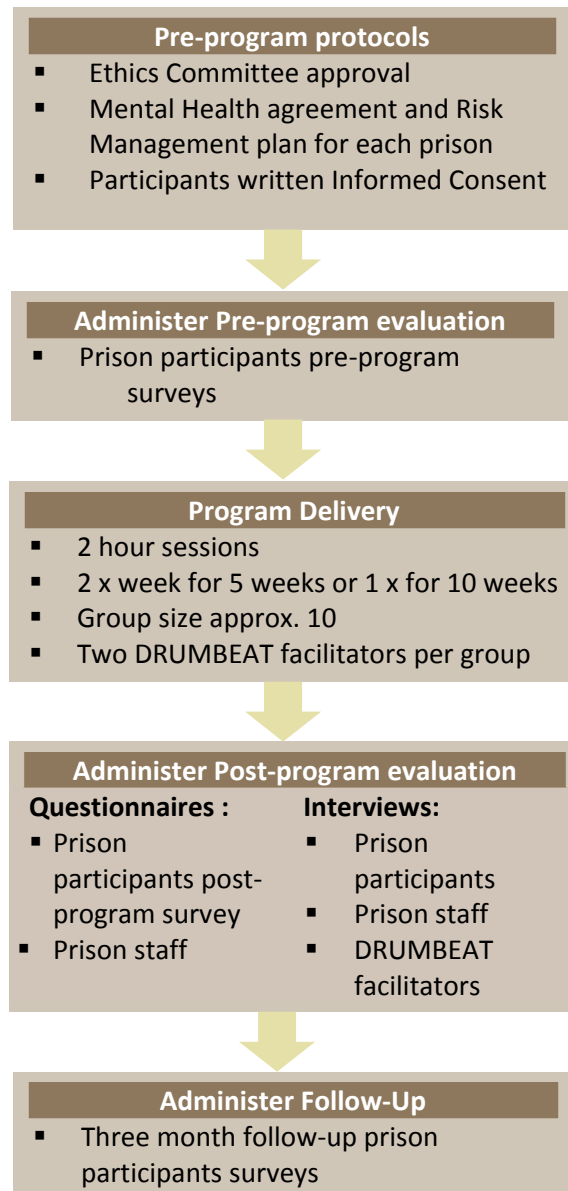 Pre-program protocols
▪ Ethics Committee approval
▪ Mental Health agreement and Risk
Management plan for each prison
▪ Participants written Informed Consent
Administer Pre-program evaluation
▪ Prison participants pre-program
surveys
Program Delivery
▪ 2 hour sessions
▪ 2 x week for 5 weeks or 1 x for 10 weeks
▪ Group size approx. 10
▪ Two DRUMBEAT facilitators per group
Administer Post-program evaluation
Questionnaires :
▪ Prison
participants post-
program survey
▪ Prison staff
Interviews:
▪ Prison
participants
▪ Prison staff
▪ DRUMBEAT
facilitators
Administer Follow-Up
▪ Three month follow-up prison
participants surveys